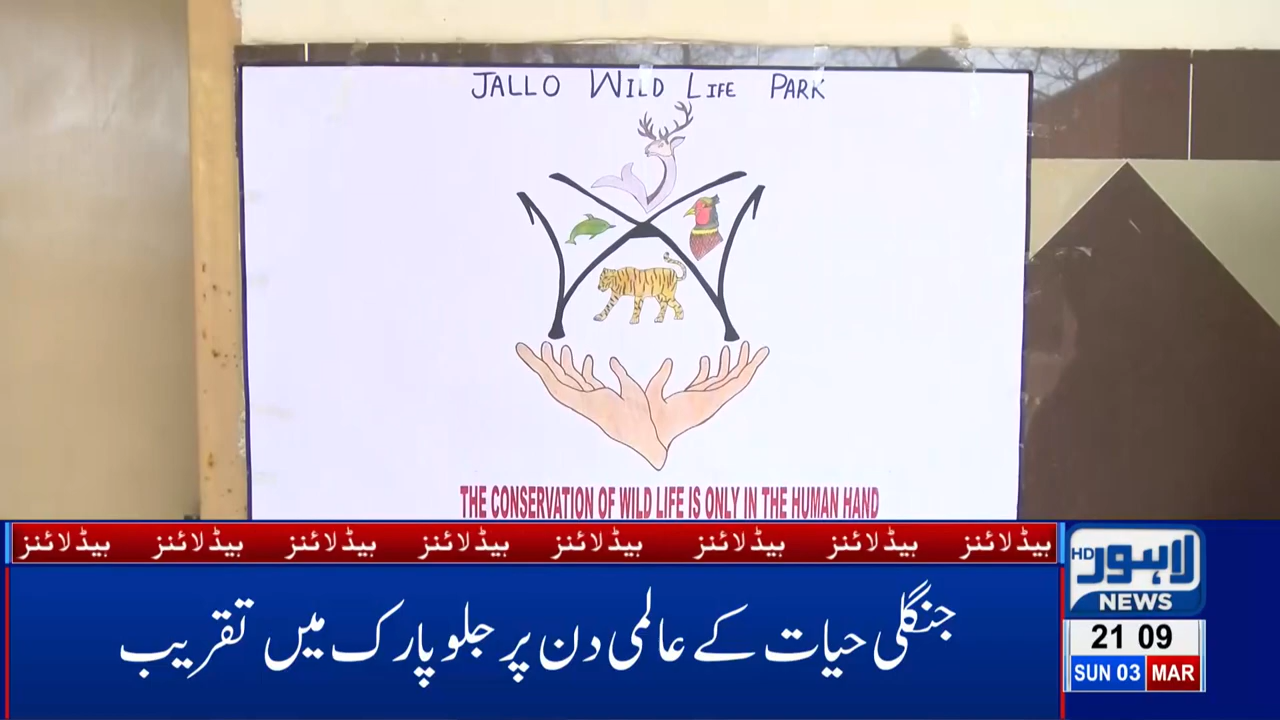 JALLO WILD LIFE PARK
THE CONSERVATION OF WILD LIFE IS ONLY IN THE HUMAN HAND
ہیڈلائنز ہیڈلائنز ہیڈلائنز ہیڈلائنز ہیڈلائنز ہیڈلائنز ہیڈلائنز ہیڈلائنز
جنگلی حیات کے عالمی دن پر جلو پارک میں تقریب
HD لاہور
NEWS
21 09
SUN 03 MAR